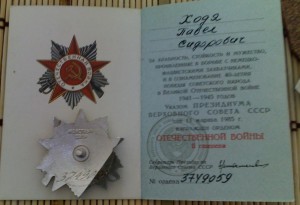 Ходя
Павел
Сидорович
За храбрость, стойкость и мужество,
проявленные в борьбе с немецко-
фашистскими захватчиками,
и в ознаменование 40-летия
победы советского народа
в Великой Отечественной войне
1941—1945 годов
Указом ПРЕЗИДИУМА
ВЕРХОВНОГО СОВЕТА СССР
от 11 марта 1985 г.
награжден орденом
ОТЕЧЕСТВЕННОЙ ВОЙНЫ
II степени
№ ордена 3742059